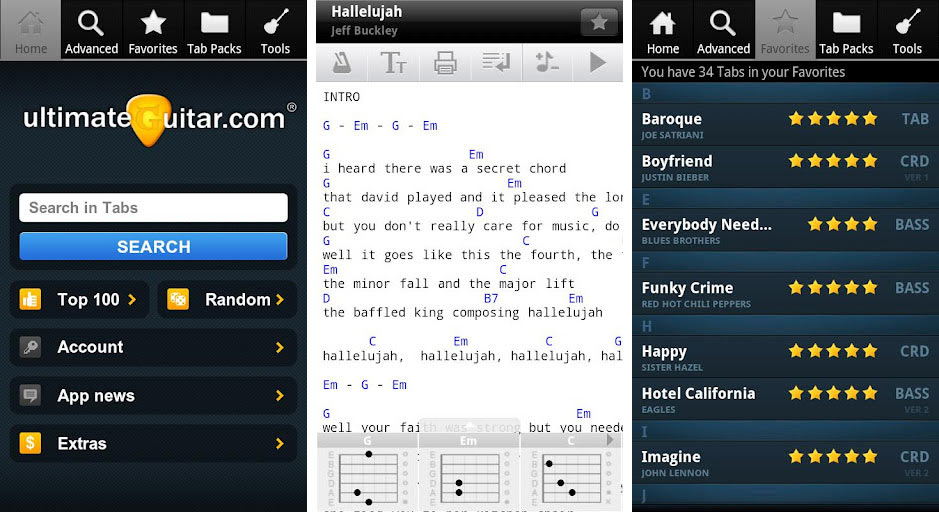 Home Advanced Favorites Tab Packs Tools
ultimateGuitar.com®
Search in Tabs
SEARCH
Top 100
Random
Account
App news
Extras
Hallelujah
Jeff Buckley
INTRO
G - Em - G - Em
G Em
i heard there was a secret chord
G Em
that david played and it pleased the lor
C D G
but you don't really care for music, do
G C
well it goes like this the fourth, the
Em C
the minor fall and the major lift
D B7 Em
the baffled king composing hallelujah
C Em C G
hallelujah, hallelujah, hallelujah, hal
Em - G - Em
G Em
well your faith was strong but you neede
G Em C
E
B
G
D
A
E
Home Advanced Favorites Tab Packs Tools
You have 34 Tabs in your Favorites
B
Baroque TAB
JOE SATRIANI
Boyfriend CRD
JUSTIN BIEBER VER 1
E
Everybody Need... BASS
BLUES BROTHERS
F
Funky Crime BASS
RED HOT CHILI PEPPERS
H
Happy CRD
SISTER HAZEL
Hotel California BASS
EAGLES VER 2
I
Imagine CRD
JOHN LENNON VER 2
J